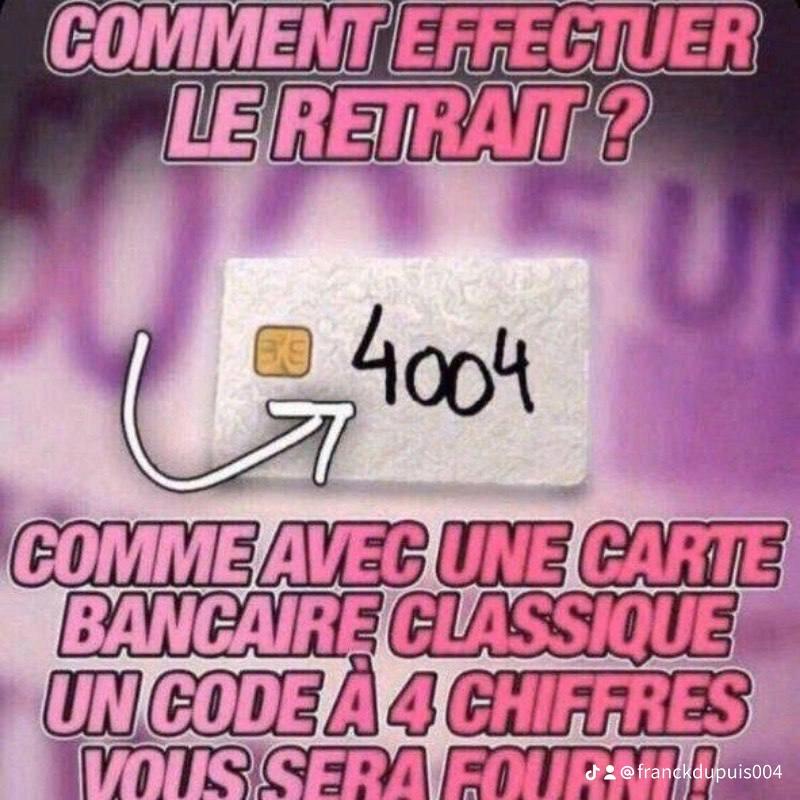 COMMENT EFFECTUER
LE RETRAIT ?
4004
COMME AVEC UNE CARTE
BANCAIRE CLASSIQUE
UN CODE À 4 CHIFFRES
VOUS SERA FOURNI !
@franckdupuis004